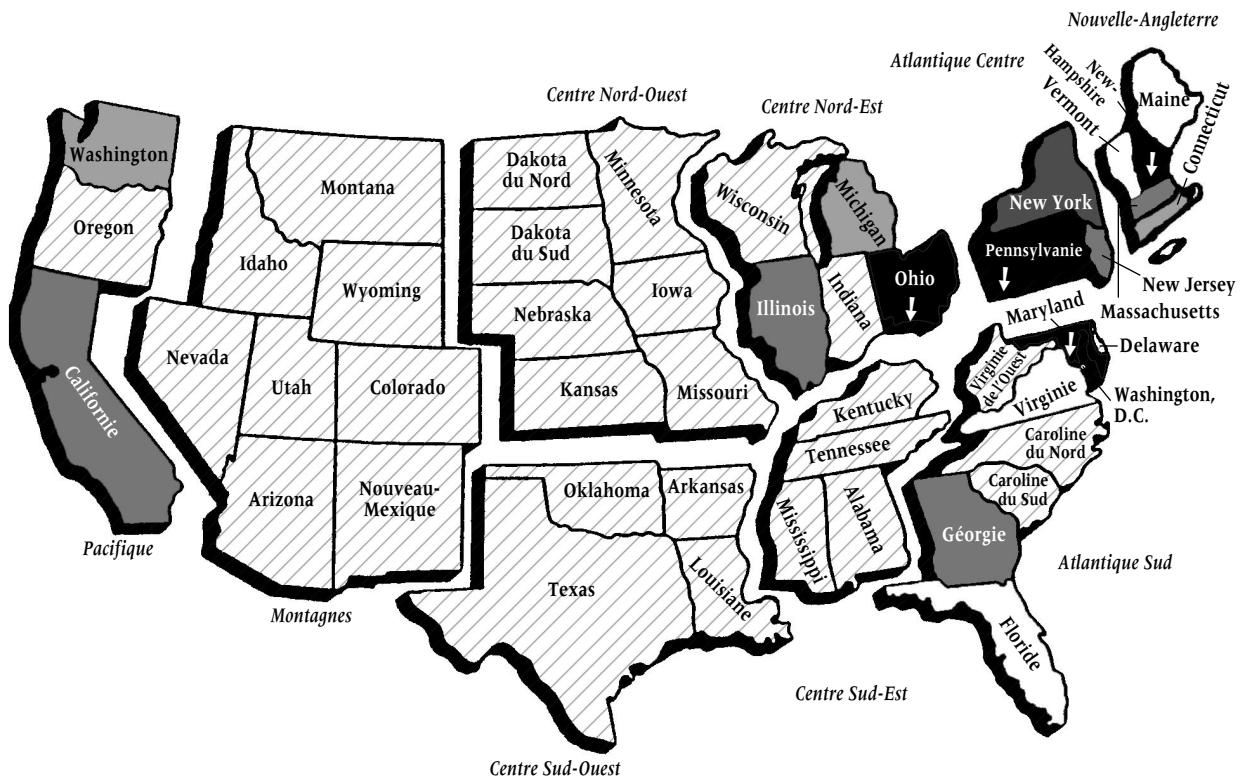 Nouvelle-Angleterre
Atlantique Centre
New-
Hampshire
Vermont
Maine
Connecticut
Centre Nord-Ouest
Centre Nord-Est
Washington
Oregon
Californie
Pacifique
Montana
Idaho
Wyoming
Nevada
Utah
Colorado
Arizona
Nouveau-
Mexique
Montagnes
Dakota
du Nord
Minnesota
Dakota
du Sud
Nebraska
Iowa
Kansas
Missouri
Wisconsin
Michigan
Illinois
Indiana
Ohio
New York
Pennsylvanie
New Jersey
Massachusetts
Maryland
Delaware
Washington,
D.C.
Virginie
de l'Ouest
Virginie
Caroline
du Nord
Caroline
du Sud
Géorgie
Floride
Atlantique Sud
Kentucky
Tennessee
Mississippi
Alabama
Centre Sud-Est
Oklahoma
Arkansas
Texas
Louisiane
Centre Sud-Ouest